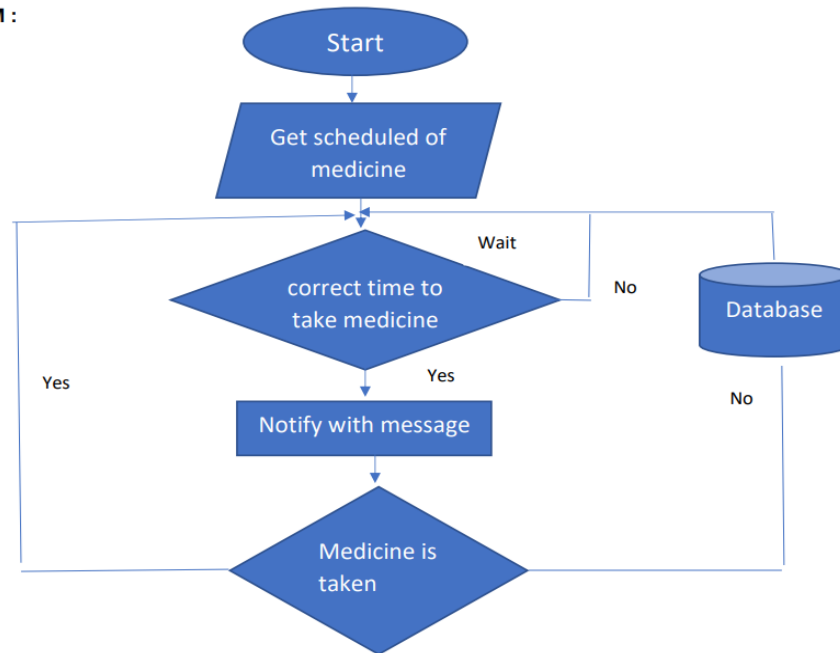 M :
Start
Get scheduled of
medicine
Wait
correct time to
take medicine
No
Database
Yes
Yes
No
Notify with message
Medicine is
taken